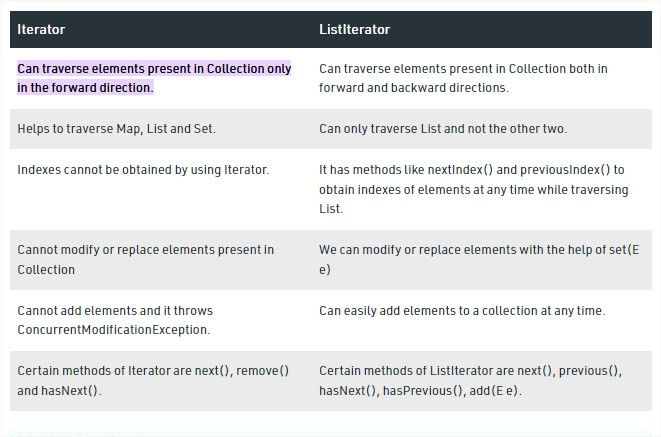 Iterator
ListIterator
Can traverse elements present in Collection only
in the forward direction.
Can traverse elements present in Collection both in
forward and backward directions.
Helps to traverse Map, List and Set.
Can only traverse List and not the other two.
Indexes cannot be obtained by using Iterator.
It has methods like nextIndex() and previousIndex() to
obtain indexes of elements at any time while traversing
List.
Cannot modify or replace elements present in
Collection
We can modify or replace elements with the help of set(E
e)
Cannot add elements and it throws
ConcurrentModificationException.
Can easily add elements to a collection at any time.
Certain methods of Iterator are next(), remove()
and hasNext().
Certain methods of ListIterator are next(), previous(),
hasNext(), hasPrevious(), add(E e).